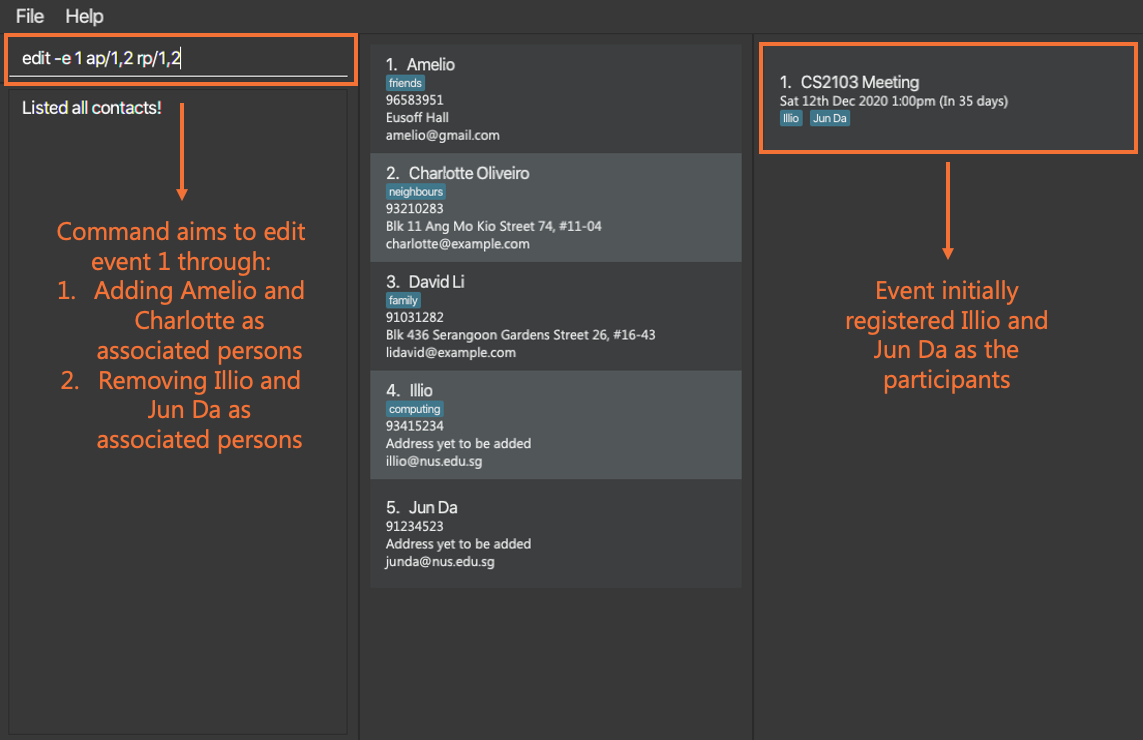 File Help
edit -e 1 ap/1,2 rp/1,2
Listed all contacts!
Command aims to edit
event 1 through:
1. Adding Amelio and
Charlotte as
associated persons
2. Removing Illio and
Jun Da as
associated persons
1. Amelio
friends
96583951
Eusoff Hall
amelio@gmail.com
2. Charlotte Oliveiro
neighbours
93210283
Blk 11 Ang Mo Kio Street 74, #11-04
charlotte@example.com
3. David Li
family
91031282
Blk 436 Serangoon Gardens Street 26, #16-43
lidavid@example.com
4. Illio
computing
93415234
Address yet to be added
illio@nus.edu.sg
5. Jun Da
91234523
Address yet to be added
junda@nus.edu.sg
1. CS2103 Meeting
Sat 12th Dec 2020 1:00pm (In 35 days)
Illio Jun Da
Event initially
registered Illio and
Jun Da as the
participants